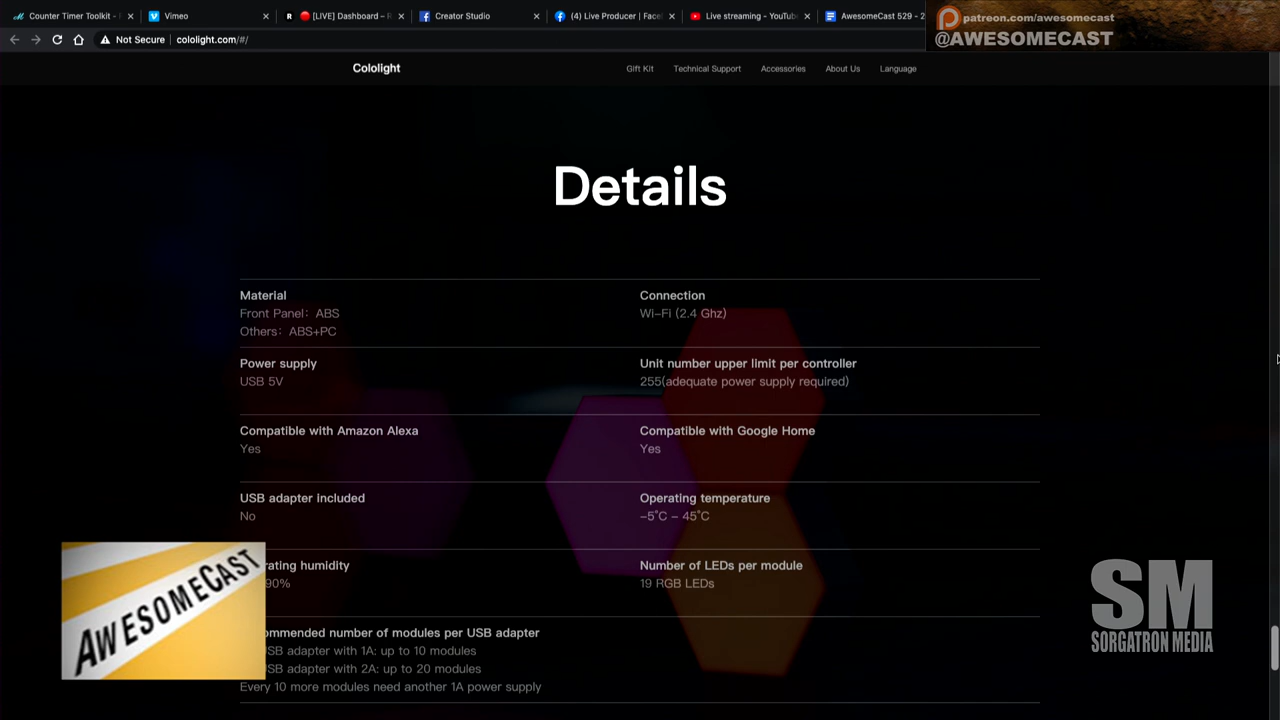 Counter Timer Toolkit -
Vimeo
[LIVE] Dashboard –
Creator Studio
(4) Live Producer | Face
Live streaming - YouTube
AwesomeCast 529 - 2
patreon.com/awesomecast
@AWESOMECAST
Not Secure
cololight.com/#/
Cololight
Gift Kit
Technical Support
Accessories
About Us
Language
Details
Material
Front Panel：ABS
Others：ABS+PC
Connection
Wi-Fi (2.4 Ghz)
Power supply
USB 5V
Unit number upper limit per controller
255(adequate power supply required)
Compatible with Amazon Alexa
Yes
Compatible with Google Home
Yes
USB adapter included
No
Operating temperature
-5°C – 45°C
rating humidity
90%
Number of LEDs per module
19 RGB LEDs
ommended number of modules per USB adapter
USB adapter with 1A: up to 10 modules
USB adapter with 2A: up to 20 modules
Every 10 more modules need another 1A power supply
AWESOMECAST
SM
SORGATRON MEDIA